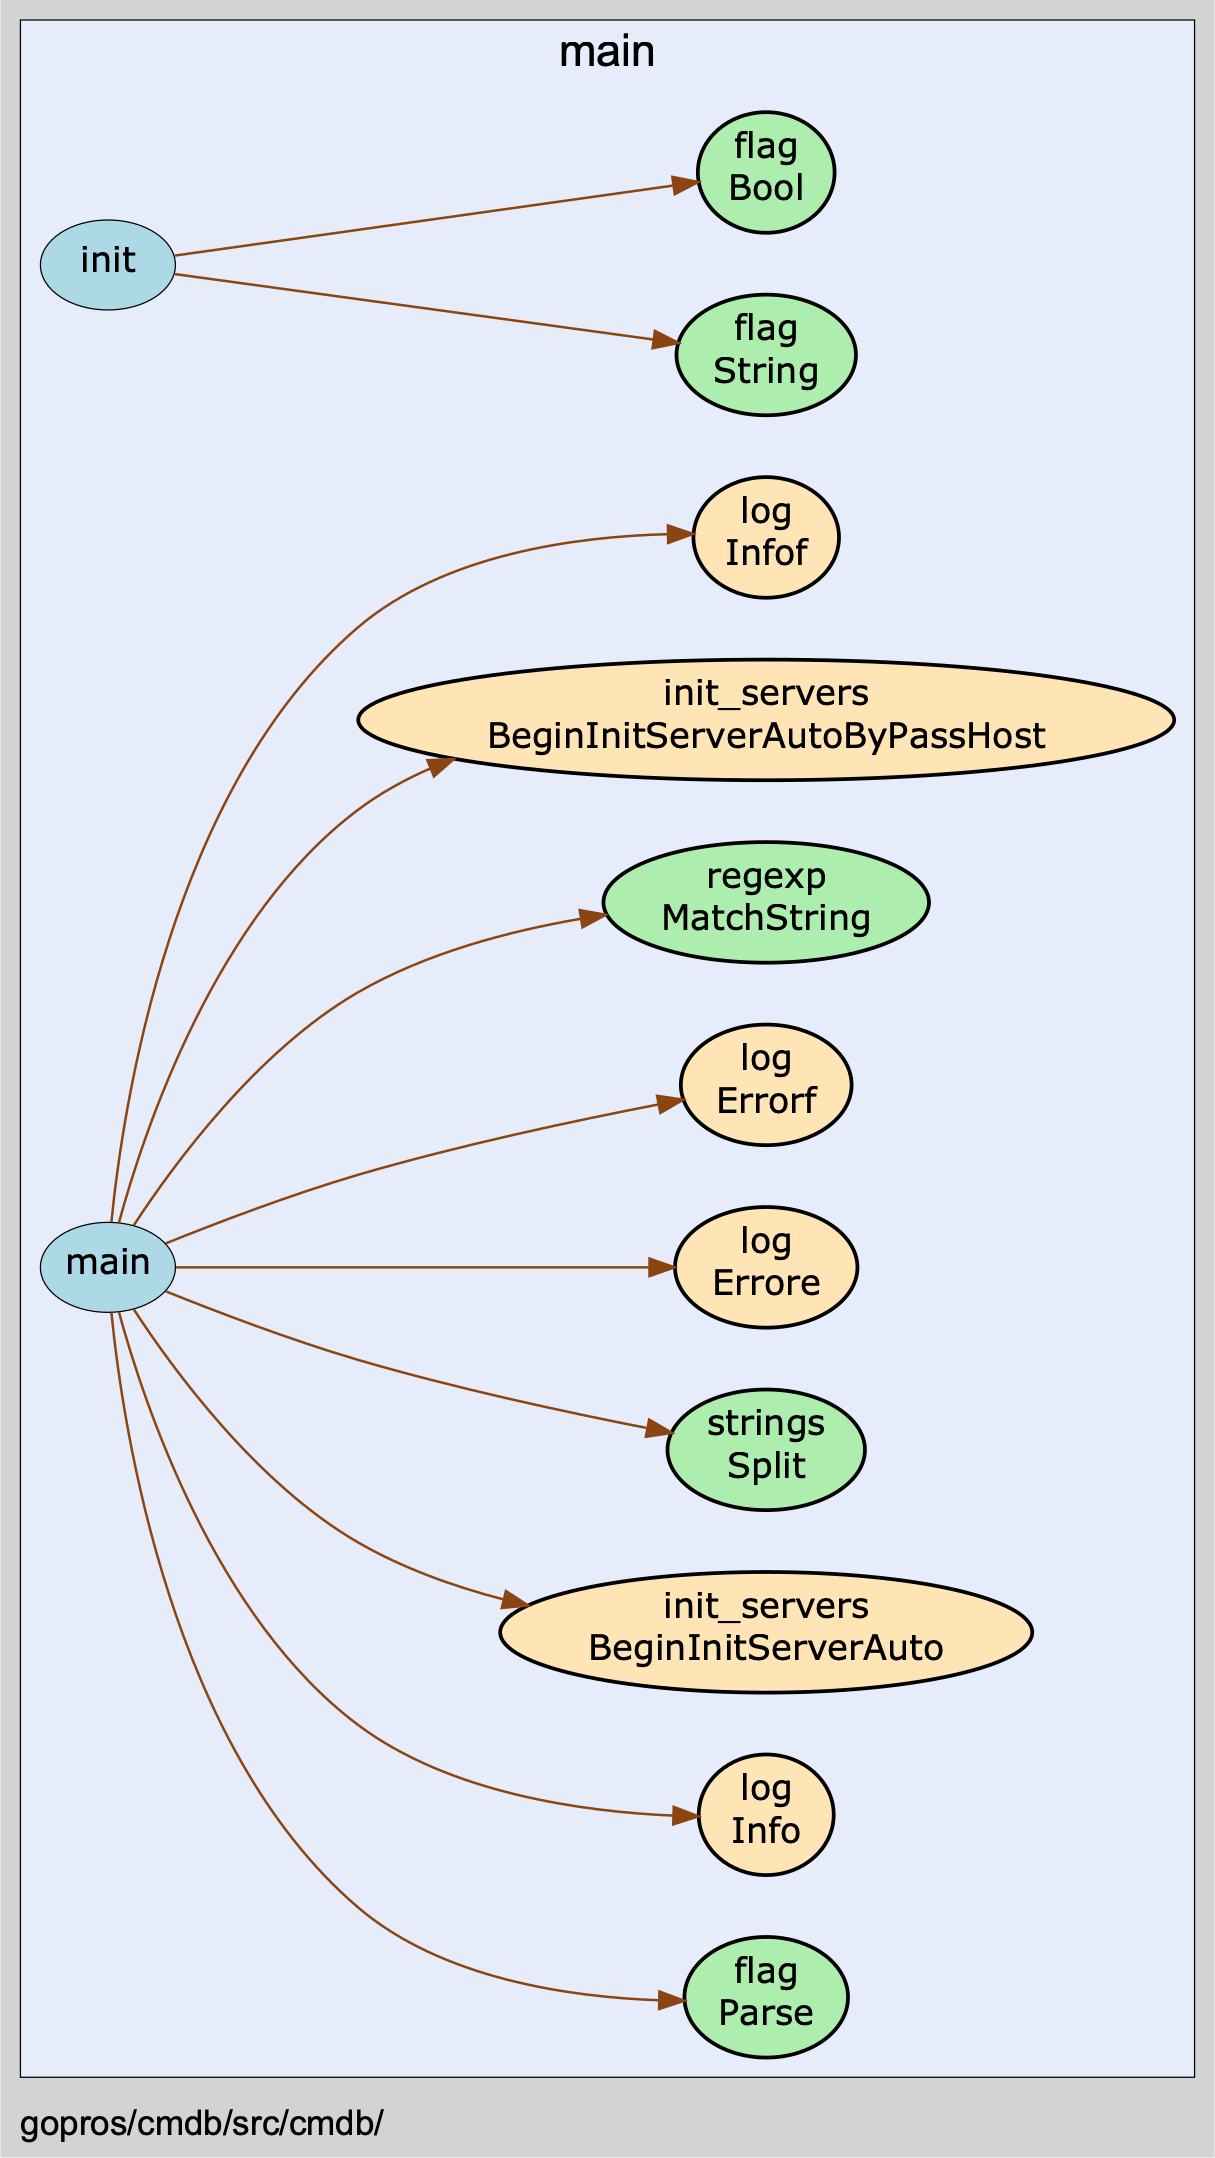 main
flag
Bool
init
flag
String
log
Infof
init_servers
BeginInitServerAutoByPassHost
regexp
MatchString
log
Errorf
log
Errore
main
strings
Split
init_servers
BeginInitServerAuto
log
Info
flag
Parse
gopros/cmdb/src/cmdb/